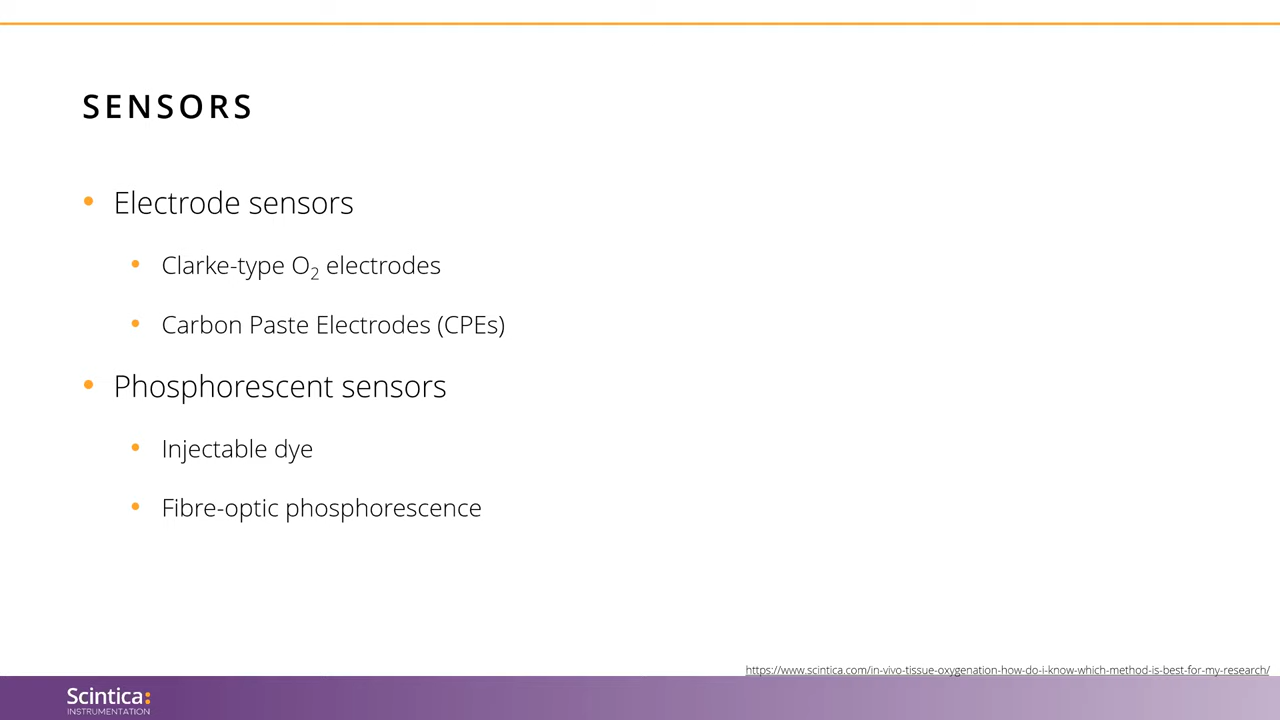 SENSORS
• Electrode sensors
• Clarke-type O₂ electrodes
• Carbon Paste Electrodes (CPEs)
• Phosphorescent sensors
• Injectable dye
• Fibre-optic phosphorescence
https://www.scintica.com/in-vivo-tissue-oxygenation-how-do-i-know-which-method-is-best-for-my-research/
Scintica:
INSTRUMENTATION